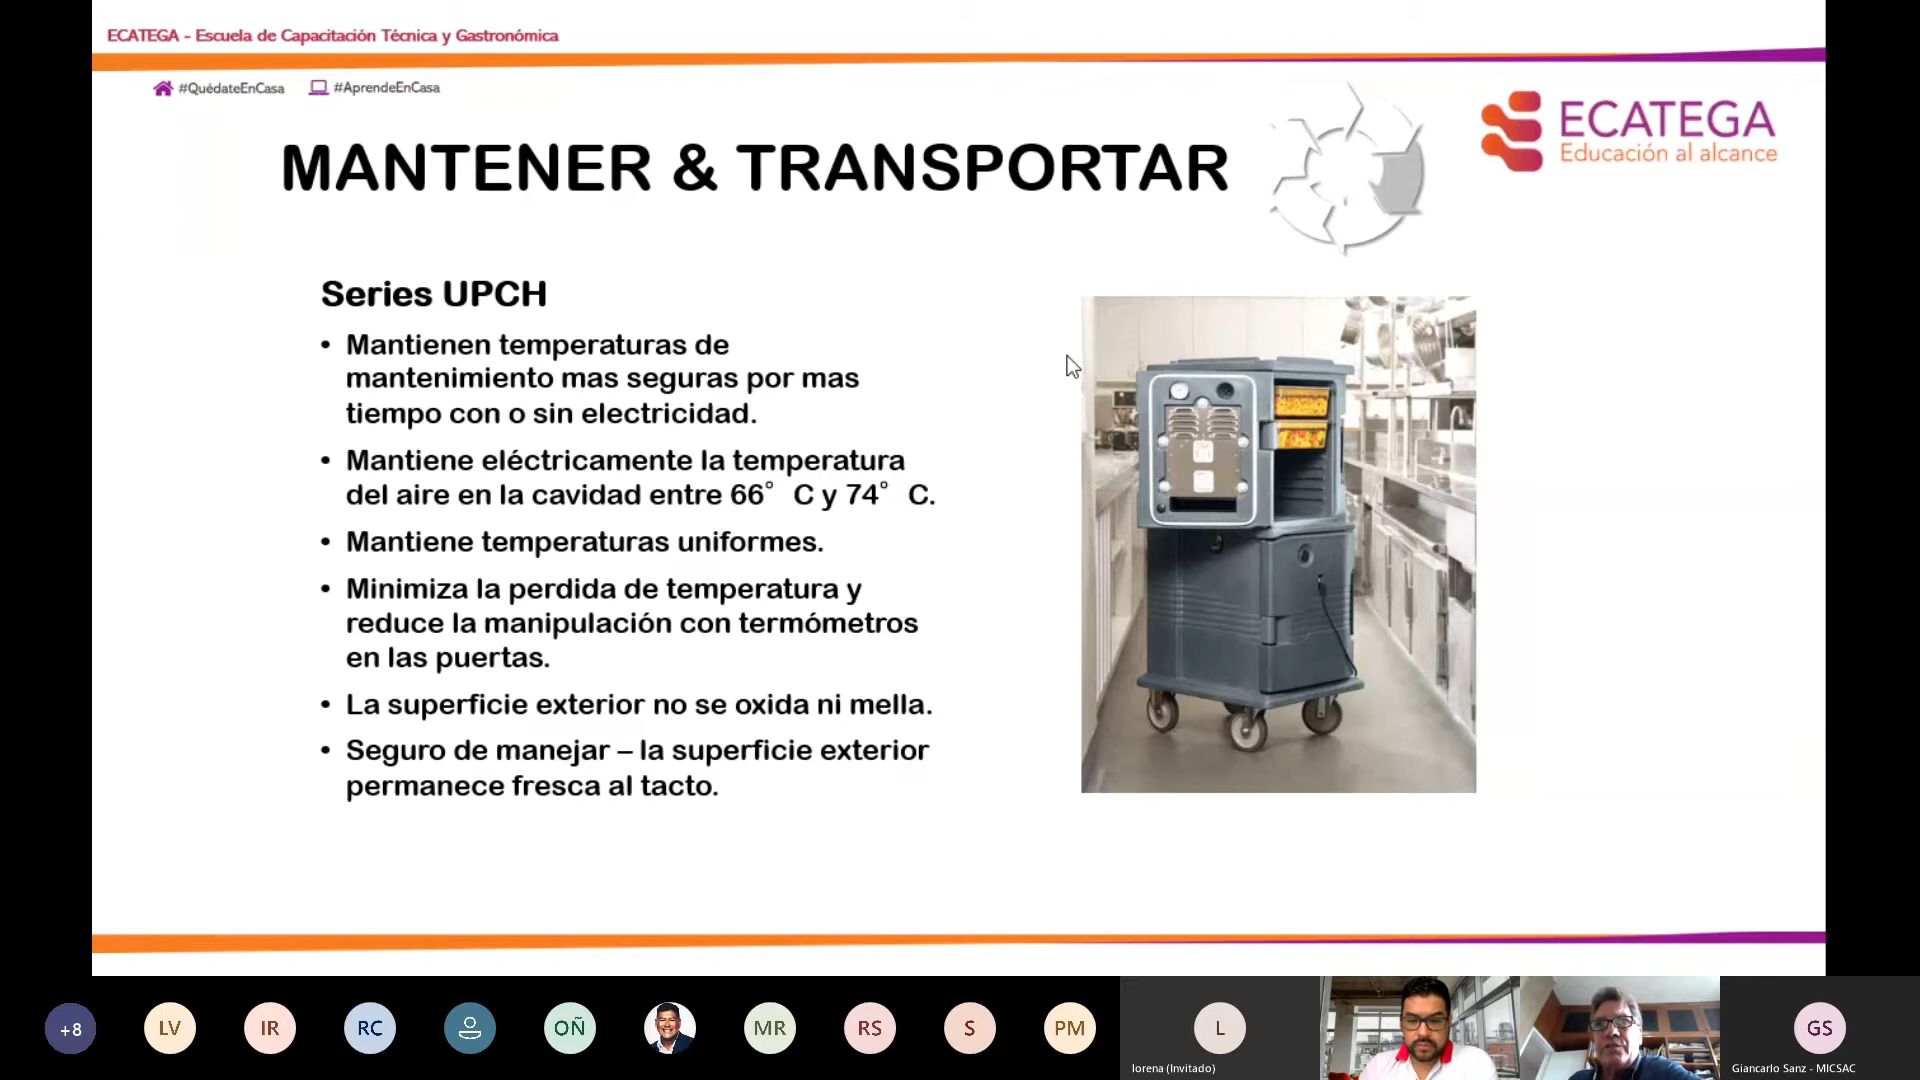 ECATEGA - Escuela de Capacitación Técnica y Gastronómica
#QuédateEnCasa #AprendeEnCasa
ECATEGA
Educación al alcance
MANTENER & TRANSPORTAR
Series UPCH
• Mantienen temperaturas de
mantenimiento mas seguras por mas
tiempo con o sin electricidad.
• Mantiene eléctricamente la temperatura
del aire en la cavidad entre 66° C y 74° C.
• Mantiene temperaturas uniformes.
• Minimiza la perdida de temperatura y
reduce la manipulación con termómetros
en las puertas.
• La superficie exterior no se oxida ni mella.
• Seguro de manejar – la superficie exterior
permanece fresca al tacto.
+8 LV IR RC OÑ MR RS S PM L GS
lorena (Invitado) Giancarlo Sanz - MICSAC